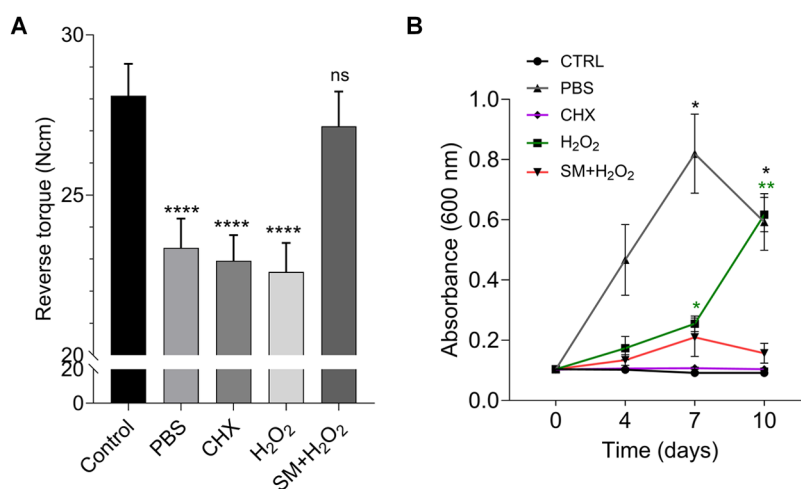 A
Reverse torque (Ncm)
30
25
20
20
0
****
****
****
ns
Control
PBS
CHX
H₂O₂
SM+H₂O₂
B
CTRL
PBS
CHX
H₂O₂
SM+H₂O₂
Absorbance (600 nm)
1.0
0.8
0.6
0.4
0.2
0.0
*
*
*
**
0 4 7 10
Time (days)